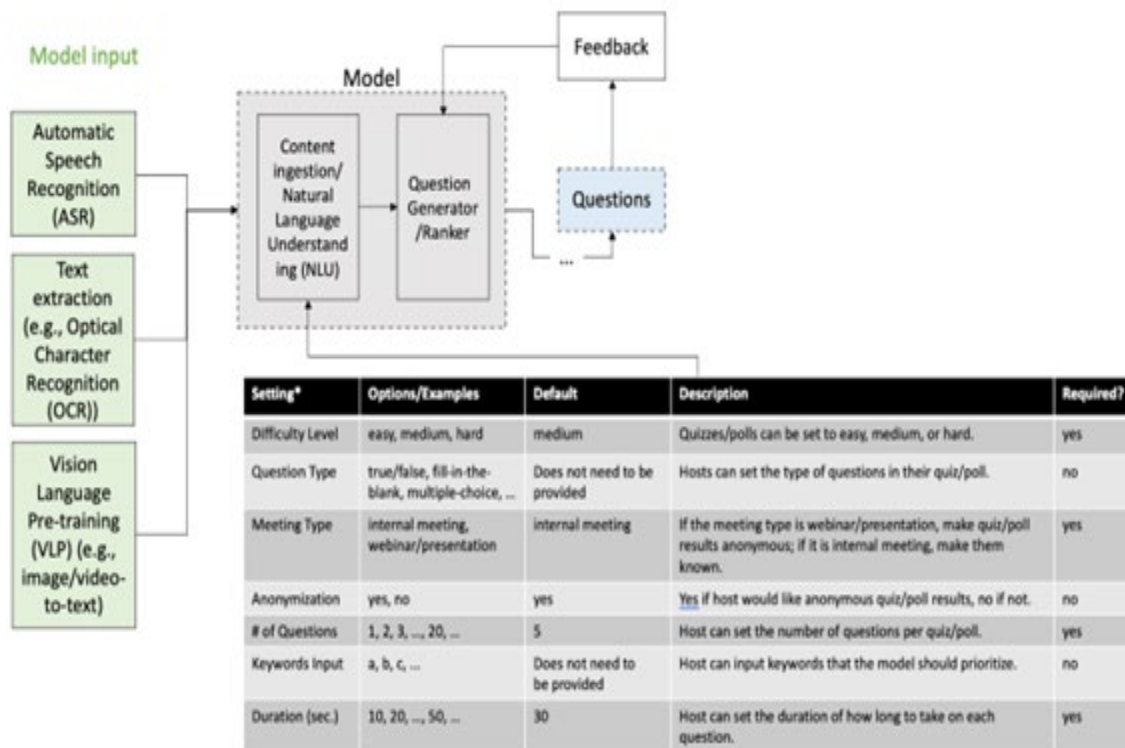 Model input
Automatic
Speech
Recognition
(ASR)
Text
extraction
(e.g., Optical
Character
Recognition
(OCR))
Vision
Language
Pre-training
(VLP) (e.g.,
image/video-
to-text)
Model
Content
ingestion/
Natural
Language
Understand
ing (NLU)
Question
Generator
/Ranker
Feedback
Questions
...
Setting* Options/Examples Default Description Required?
Difficulty Level easy, medium, hard medium Quizzes/polls can be set to easy, medium, or hard. yes
Question Type true/false, fill-in-the- Does not need to be Hosts can set the type of questions in their quiz/poll. no
blank, multiple-choice, ... provided
Meeting Type internal meeting, internal meeting If the meeting type is webinar/presentation, make quiz/poll yes
webinar/presentation results anonymous; if it is internal meeting, make them
known.
Anonymization yes, no yes Yes if host would like anonymous quiz/poll results, no if not. no
# of Questions 1, 2, 3, ..., 20, ... 5 Host can set the number of questions per quiz/poll. yes
Keywords Input a, b, c, ... Does not need to Host can input keywords that the model should prioritize. no
be provided
Duration (sec.) 10, 20, ..., 50, ... 30 Host can set the duration of how long to take on each yes
question.